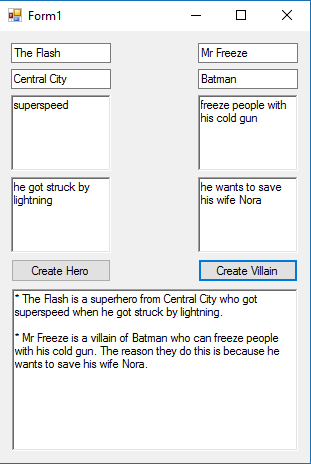 Form1
The Flash
Mr Freeze
Central City
Batman
superspeed
freeze people with
his cold gun
he got struck by
lightning
he wants to save
his wife Nora
Create Hero
Create Villain
* The Flash is a superhero from Central City who got
superspeed when he got struck by lightning.
* Mr Freeze is a villain of Batman who can freeze people
with his cold gun. The reason they do this is because he
wants to save his wife Nora.